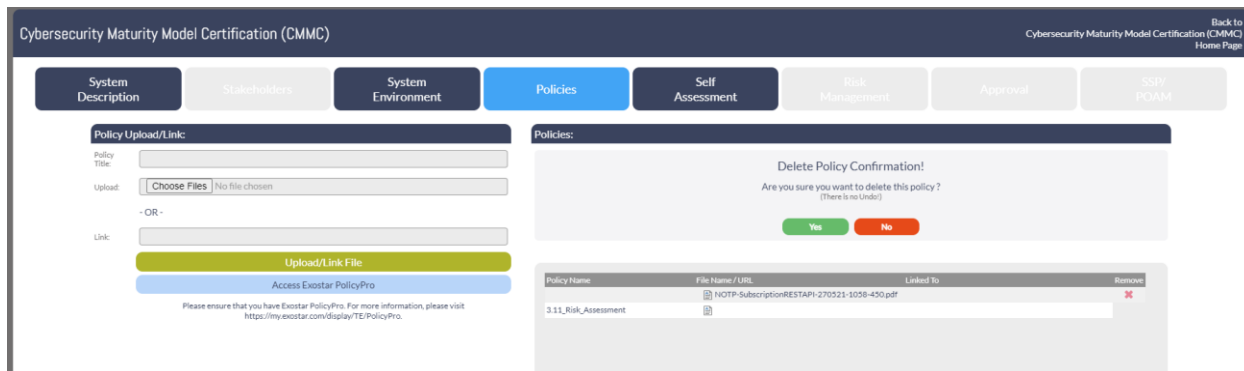 Cybersecurity Maturity Model Certification (CMMC)
Back to
Cybersecurity Maturity Model Certification (CMMC)
Home Page
System
Description
Stakeholders
System
Environment
Policies
Self
Assessment
Risk
Management
Approval
SSP/
POAM
Policy Upload/Link:
Policy
Title:
Upload:
Choose Files No file chosen
- OR -
Link:
Upload/Link File
Access Exostar PolicyPro
Please ensure that you have Exostar PolicyPro. For more information, please visit
https://my.exostar.com/display/TE/PolicyPro.
Policies:
Delete Policy Confirmation!
Are you sure you want to delete this policy ?
(There is no Undo!)
Yes No
Policy Name File Name / URL Linked To Remove
NOTP-SubscriptionRESTAPI-270521-1058-450.pdf
3.11_Risk_Assessment